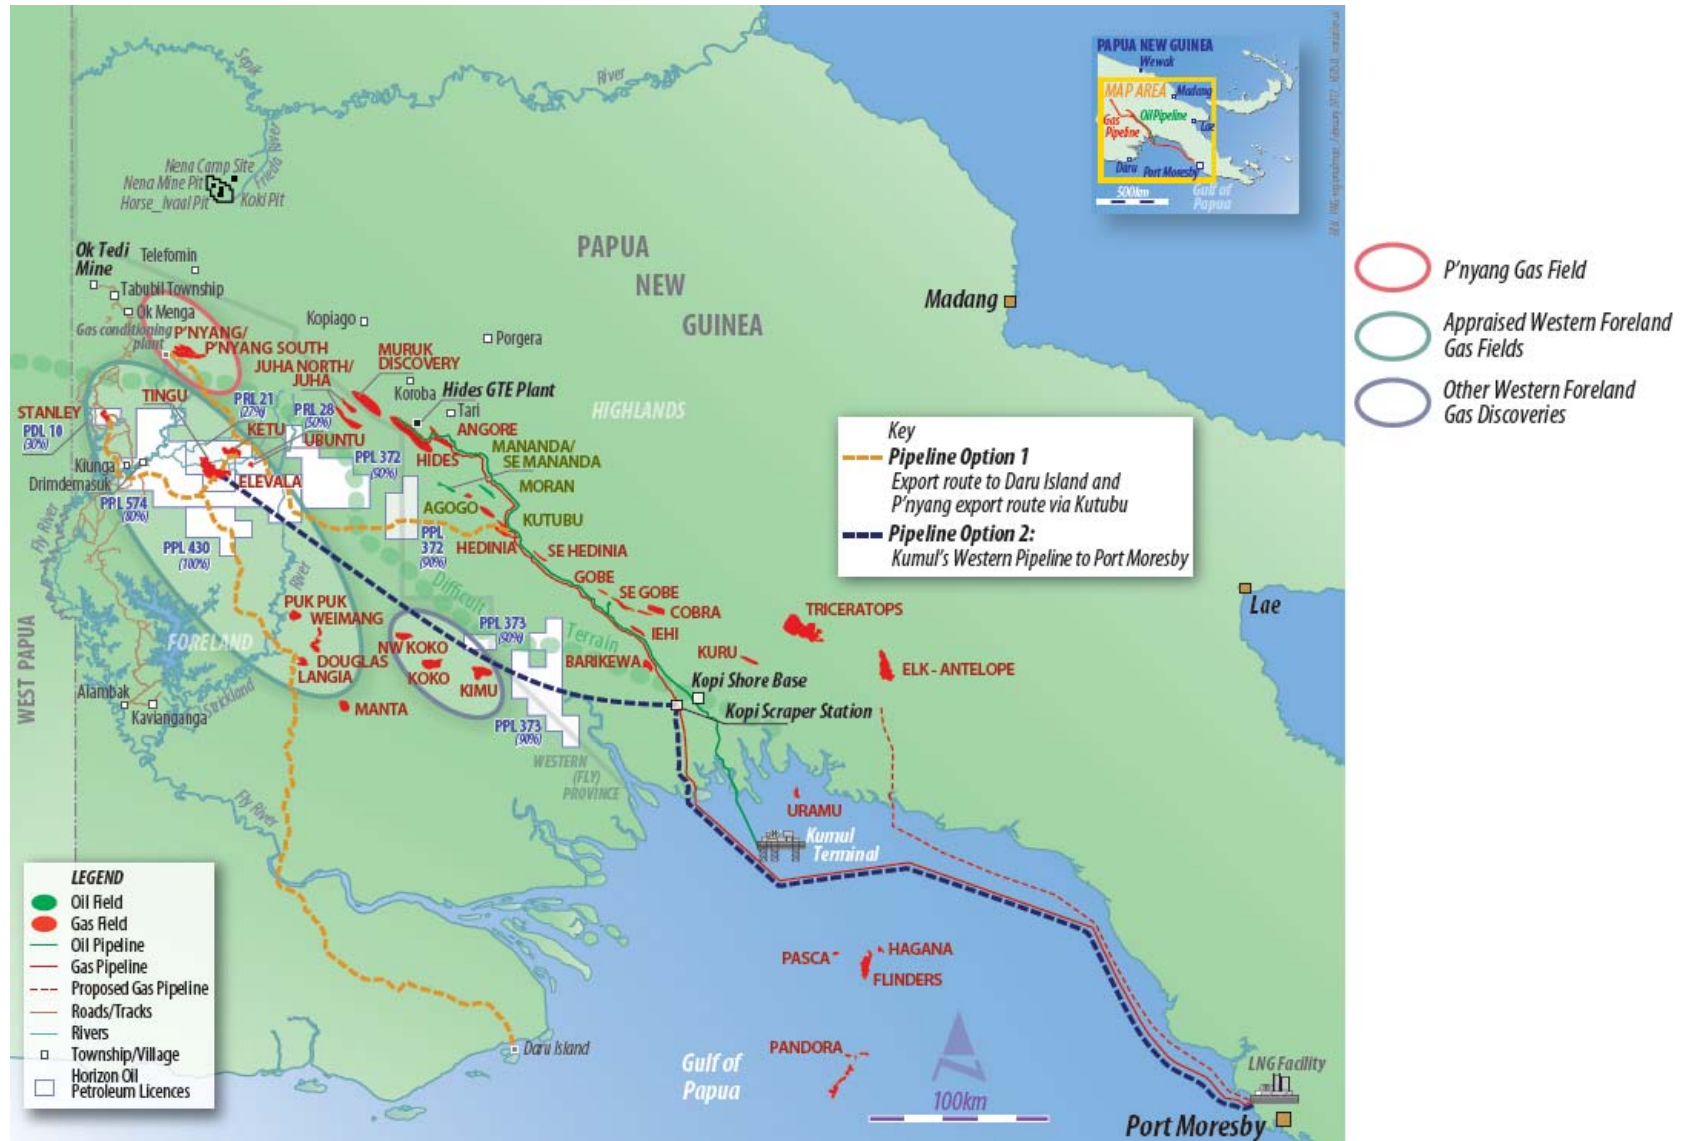 Sepik
River
Nena Camp Site
Nena Mine Pit
Horse_Ivaal Pit
Frieda River
Koki Pit
Ok Tedi
Mine
Telefomin
Tabubil Township
Ok Menga
Gas conditioning
plant
P'NYANG/
P'NYANG SOUTH
Kopiago
Porgera
PAPUA
NEW
GUINEA
HIGHLANDS
Madang
Lae
JUHA NORTH/
JUHA
MURUK
DISCOVERY
Koroba
Hides GTE Plant
Tari
ANGORE
HIDES
MANANDA/
SE MANANDA
MORAN
AGOGO
KUTUBU
HEDINIA
SE HEDINIA
GOBE
SE GOBE
COBRA
IEHI
BARIKEWA
KURU
TRICERATOPS
ELK - ANTELOPE
TINGU
STANLEY
PDL 10
(30%)
PRL 21
(27%)
PRL 28
(50%)
KETU
UBUNTU
ELEVALA
PPL 372
(90%)
PPL
372
(90%)
Kiunga
Drimdemasuk
PRL 574
(80%)
PPL 430
(100%)
Fly River
River
Strickland
FORELAND
WEST PAPUA
PUK PUK
WEIMANG
DOUGLAS
LANGIA
MANTA
Alambak
Kavianganga
Difficult
Terrain
NW KOKO
KOKO
KIMU
PPL 373
(90%)
PPL 373
(90%)
WESTERN
(FLY)
PROVINCE
Kopi Shore Base
Kopi Scraper Station
Fly River
URAMU
Kumul
Terminal
PASCA
HAGANA
FLINDERS
PANDORA
Gulf of
Papua
100km
Daru Island
LNG Facility
Port Moresby
Key
Pipeline Option 1
Export route to Daru Island and
P'nyang export route via Kutubu
Pipeline Option 2:
Kumul's Western Pipeline to Port Moresby
LEGEND
Oil Field
Gas Field
Oil Pipeline
Gas Pipeline
Proposed Gas Pipeline
Roads/Tracks
Rivers
Township/Village
Horizon Oil
Petroleum Licences
PAPUA NEW GUINEA
Wewak
MAP AREA
Madang
Oil Pipeline
Gas
Pipeline
Lae
Daru
Port Moresby
500km
Gulf of
Papua
P'nyang Gas Field
Appraised Western Foreland
Gas Fields
Other Western Foreland
Gas Discoveries